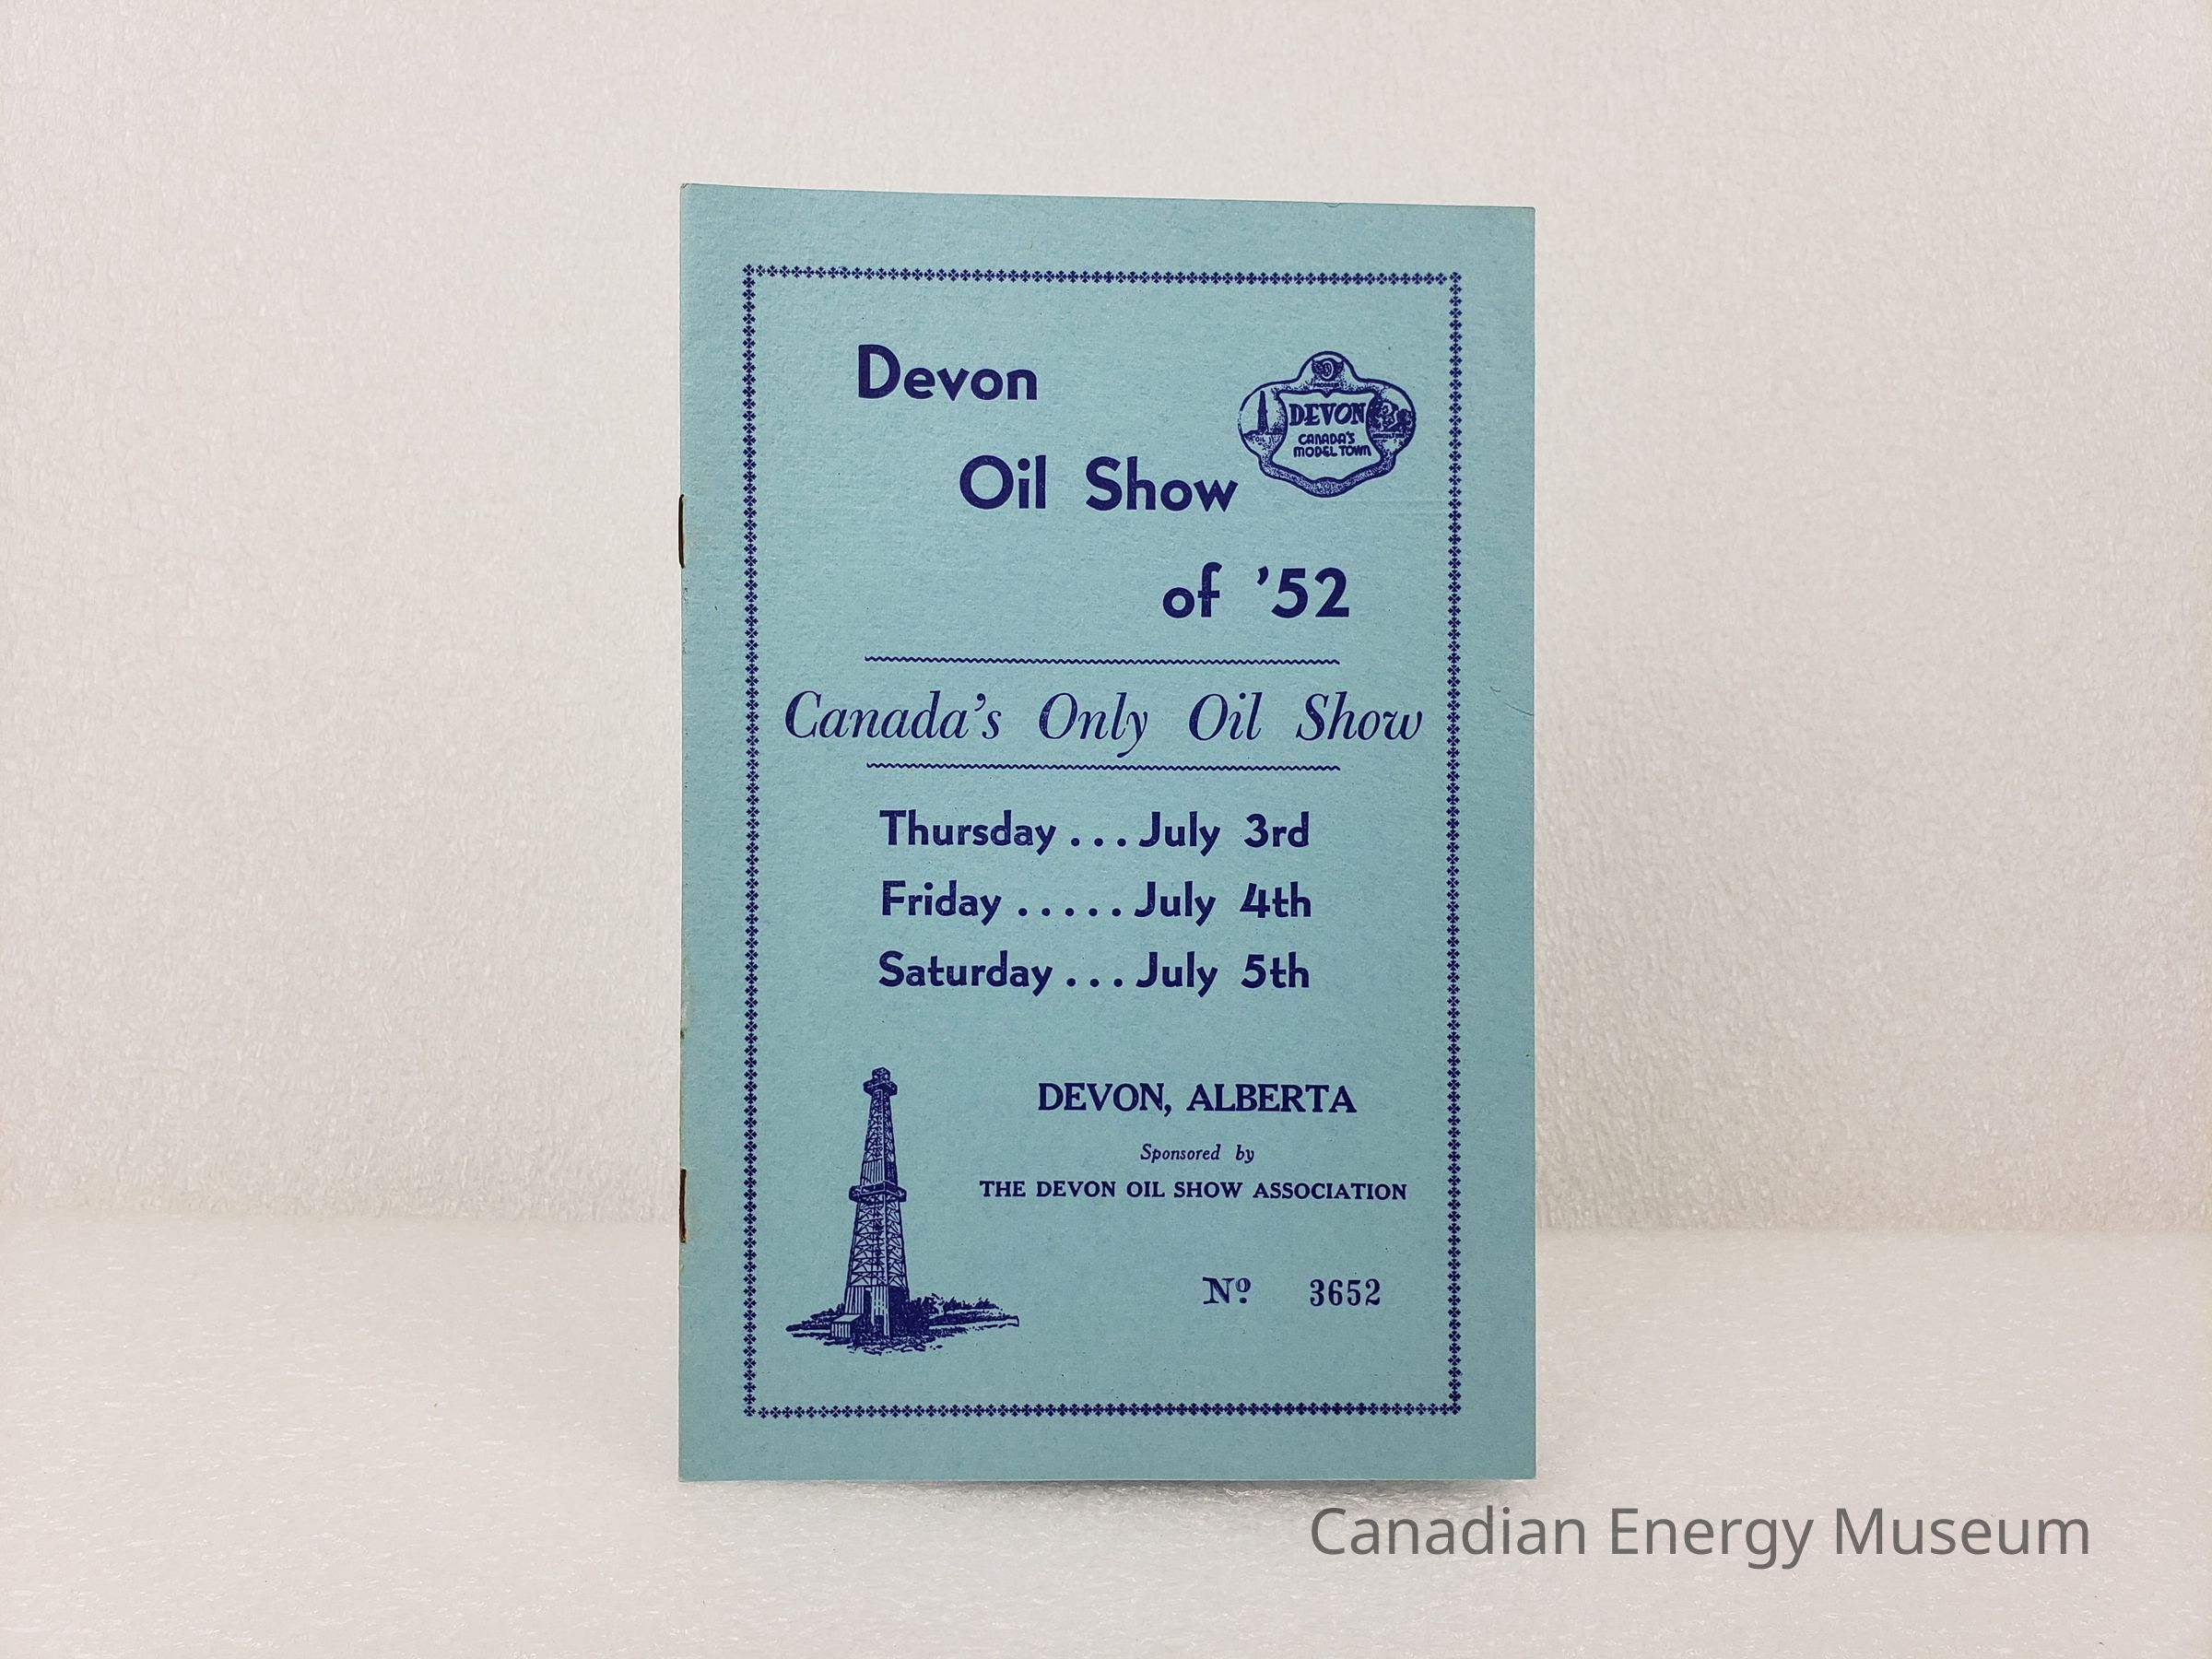 Devon
Oil Show
of '52
DEVON
CANADA'S
MODEL TOWN
OIL
Canada's Only Oil Show
Thursday . . . July 3rd
Friday . . . . . July 4th
Saturday . . . July 5th
DEVON, ALBERTA
Sponsored by
THE DEVON OIL SHOW ASSOCIATION
Nº 3652
Canadian Energy Museum